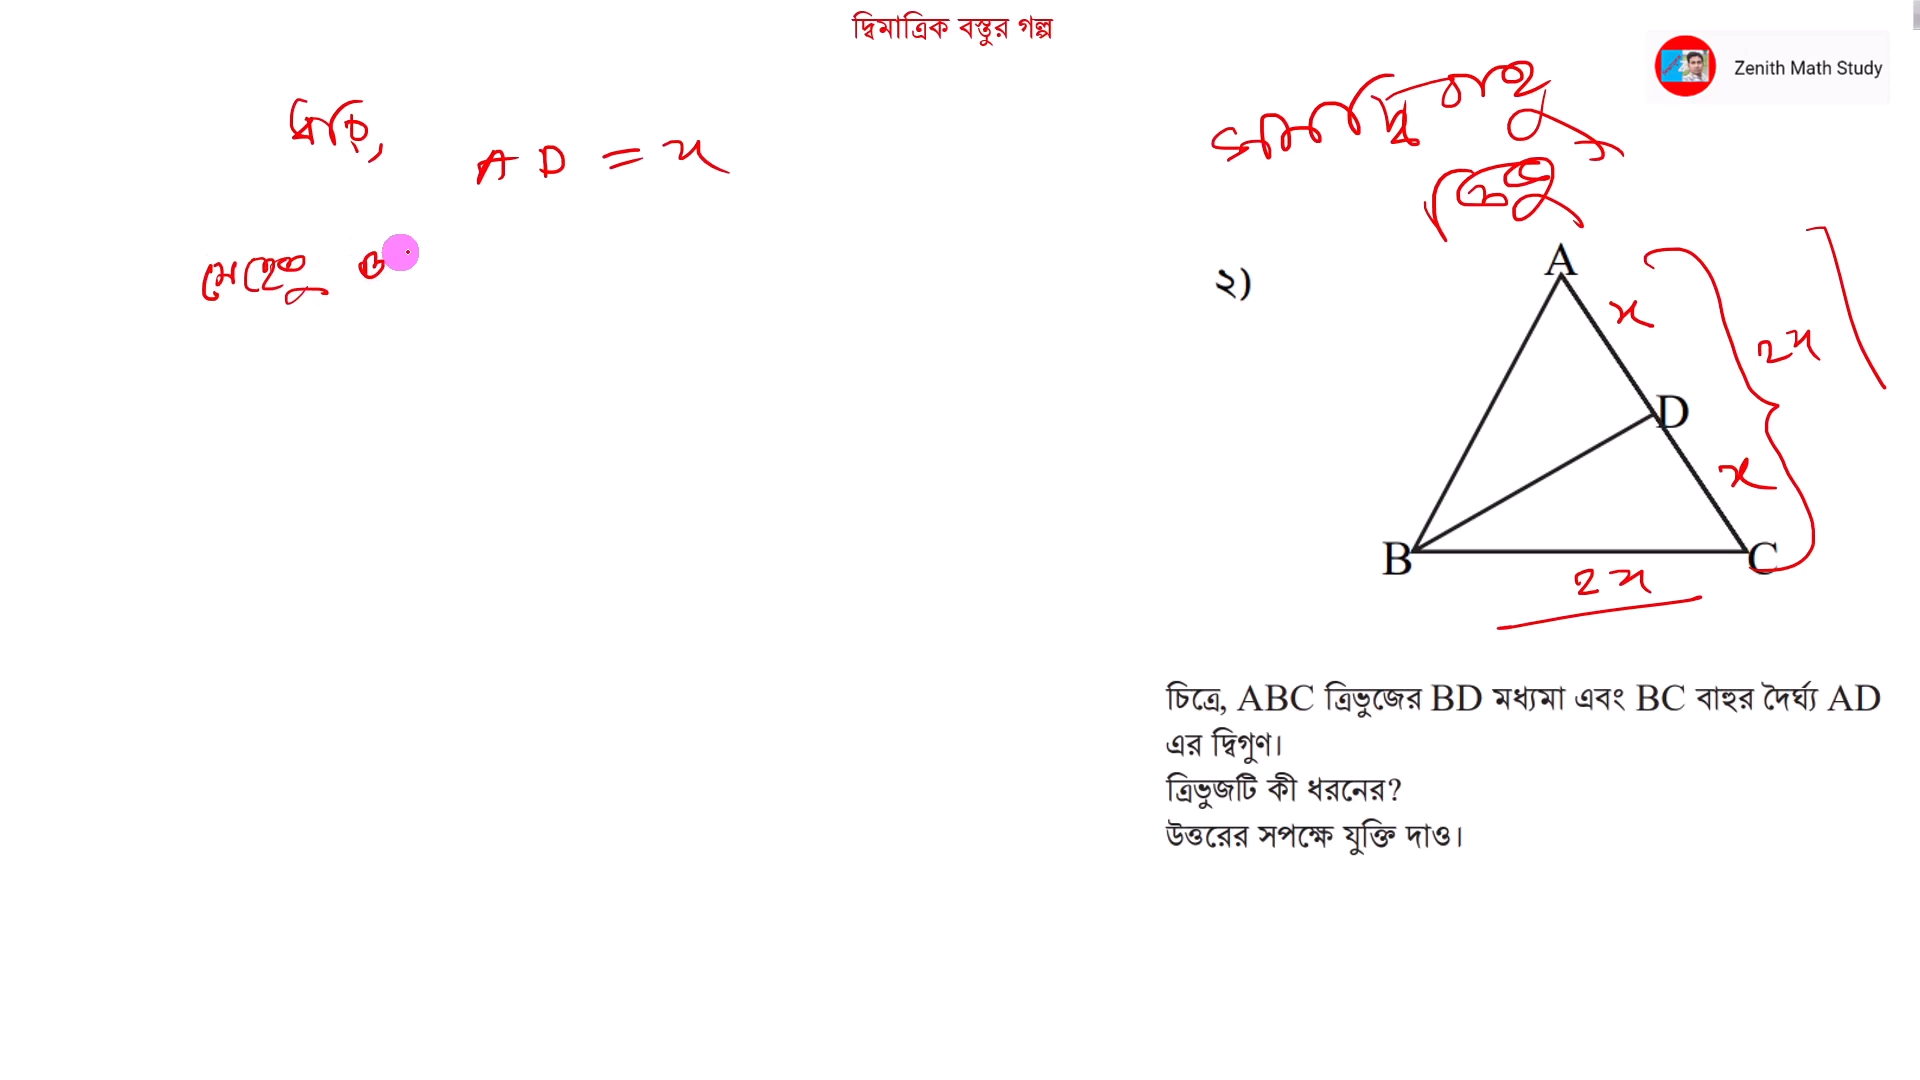 দ্বিমাত্রিক বস্তুর গল্প
Zenith Math Study
ধরি,
AD = x
যেহেতু
সমদ্বিবাহু
ত্রিভুজ
২)
A
x
2x
D
x
B
C
2x
চিত্রে, ABC ত্রিভুজের BD মধ্যমা এবং BC বাহুর দৈর্ঘ্য AD
এর দ্বিগুণ।
ত্রিভুজটি কী ধরনের?
উত্তরের সপক্ষে যুক্তি দাও।